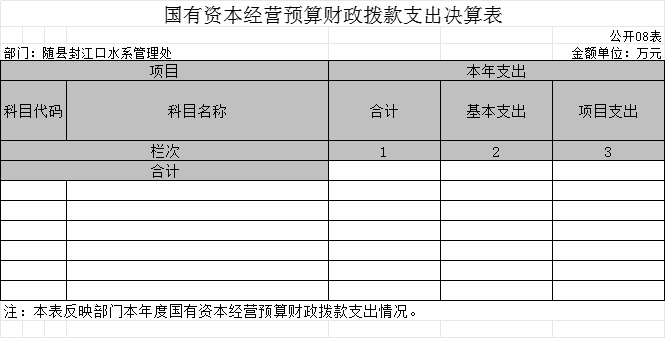 国有资本经营预算财政拨款支出决算表
公开08表
部门：随县封江口水系管理处 金额单位：万元
项目 本年支出
科目代码 科目名称 合计 基本支出 项目支出
栏次 1 2 3
合计
注：本表反映部门本年度国有资本经营预算财政拨款支出情况。